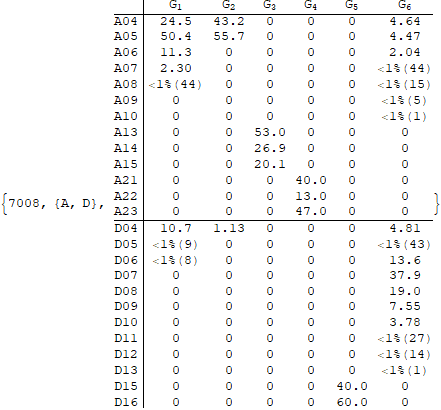 G₁ G₂ G₃ G₄ G₅ G₆
A04 24.5 43.2 0 0 0 4.64
A05 50.4 55.7 0 0 0 4.47
A06 11.3 0 0 0 0 2.04
A07 2.30 0 0 0 0 <1%(44)
A08 <1%(44) 0 0 0 0 <1%(15)
A09 0 0 0 0 0 <1%(5)
A10 0 0 0 0 0 <1%(1)
A13 0 0 53.0 0 0 0
A14 0 0 26.9 0 0 0
A15 0 0 20.1 0 0 0
A21 0 0 0 40.0 0 0
{7008, {A, D}, A22 0 0 0 13.0 0 0 }
A23 0 0 0 47.0 0 0
D04 10.7 1.13 0 0 0 4.81
D05 <1%(9) 0 0 0 0 <1%(43)
D06 <1%(8) 0 0 0 0 13.6
D07 0 0 0 0 0 37.9
D08 0 0 0 0 0 19.0
D09 0 0 0 0 0 7.55
D10 0 0 0 0 0 3.78
D11 0 0 0 0 0 <1%(27)
D12 0 0 0 0 0 <1%(14)
D13 0 0 0 0 0 <1%(1)
D15 0 0 0 0 40.0 0
D16 0 0 0 0 60.0 0